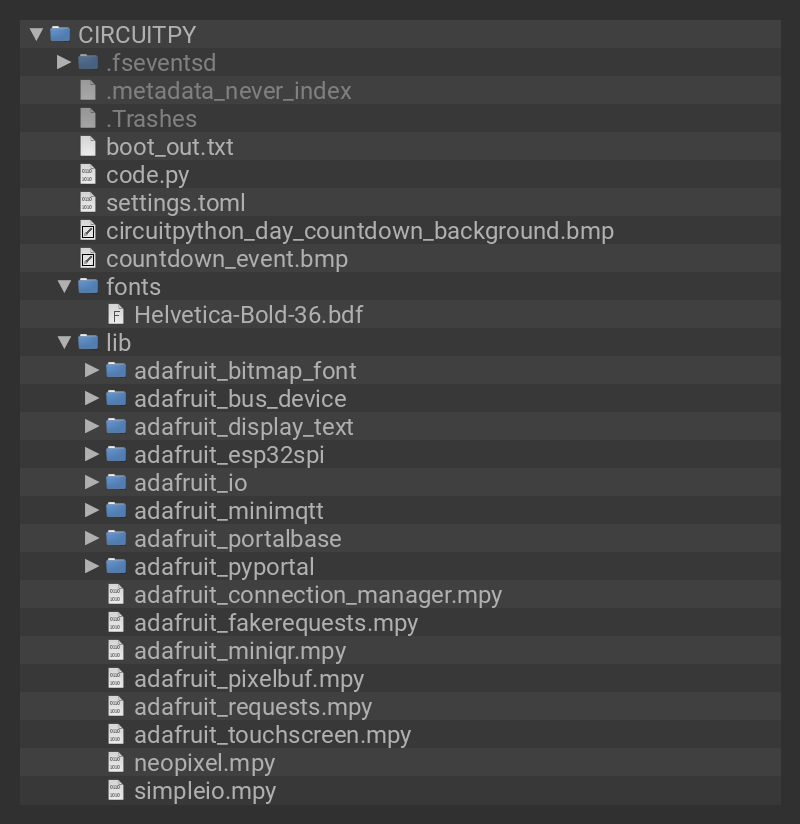 CIRCUITPY
.fseventsd
.metadata_never_index
.Trashes
boot_out.txt
code.py
settings.toml
circuitpython_day_countdown_background.bmp
countdown_event.bmp
fonts
Helvetica-Bold-36.bdf
lib
adafruit_bitmap_font
adafruit_bus_device
adafruit_display_text
adafruit_esp32spi
adafruit_io
adafruit_minimqtt
adafruit_portalbase
adafruit_pyportal
adafruit_connection_manager.mpy
adafruit_fakerequests.mpy
adafruit_miniqr.mpy
adafruit_pixelbuf.mpy
adafruit_requests.mpy
adafruit_touchscreen.mpy
neopixel.mpy
simpleio.mpy